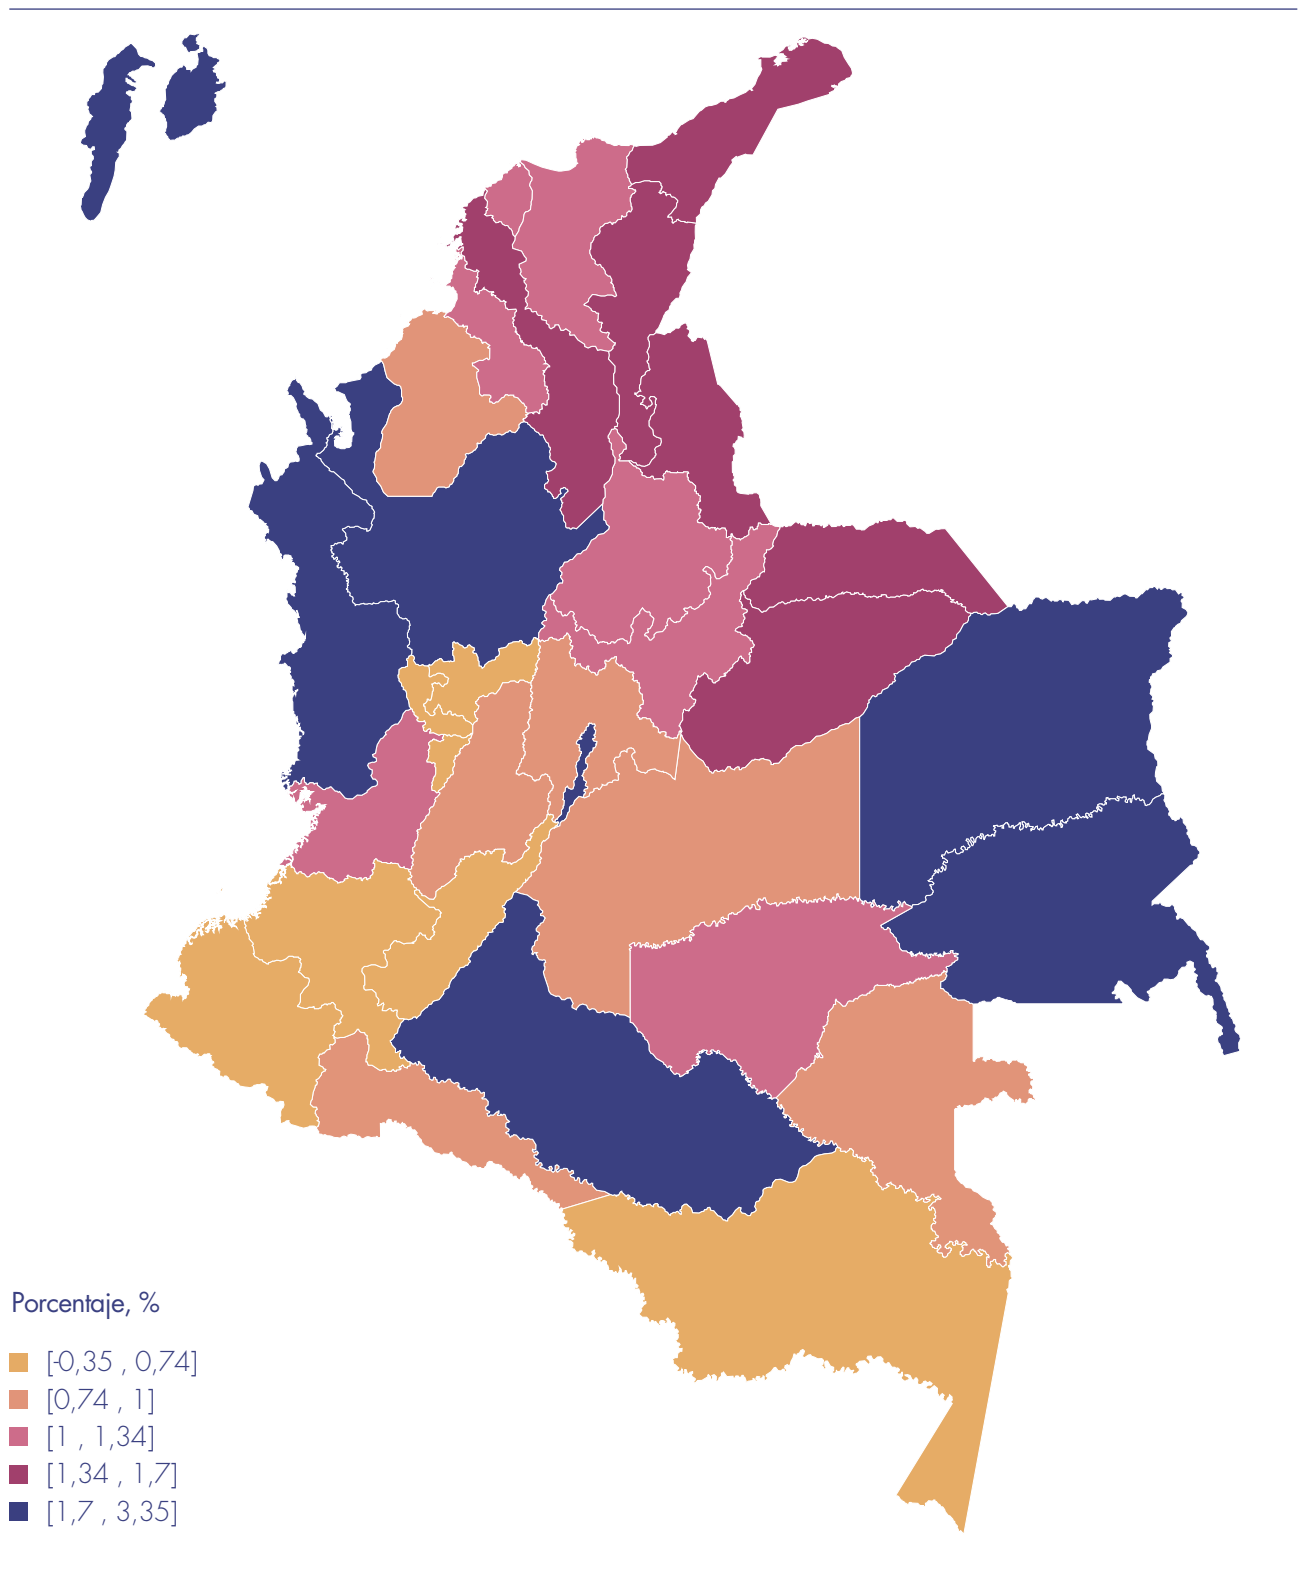 Porcentaje, %
[-0,35 , 0,74]
[0,74 , 1]
[1 , 1,34]
[1,34 , 1,7]
[1,7 , 3,35]